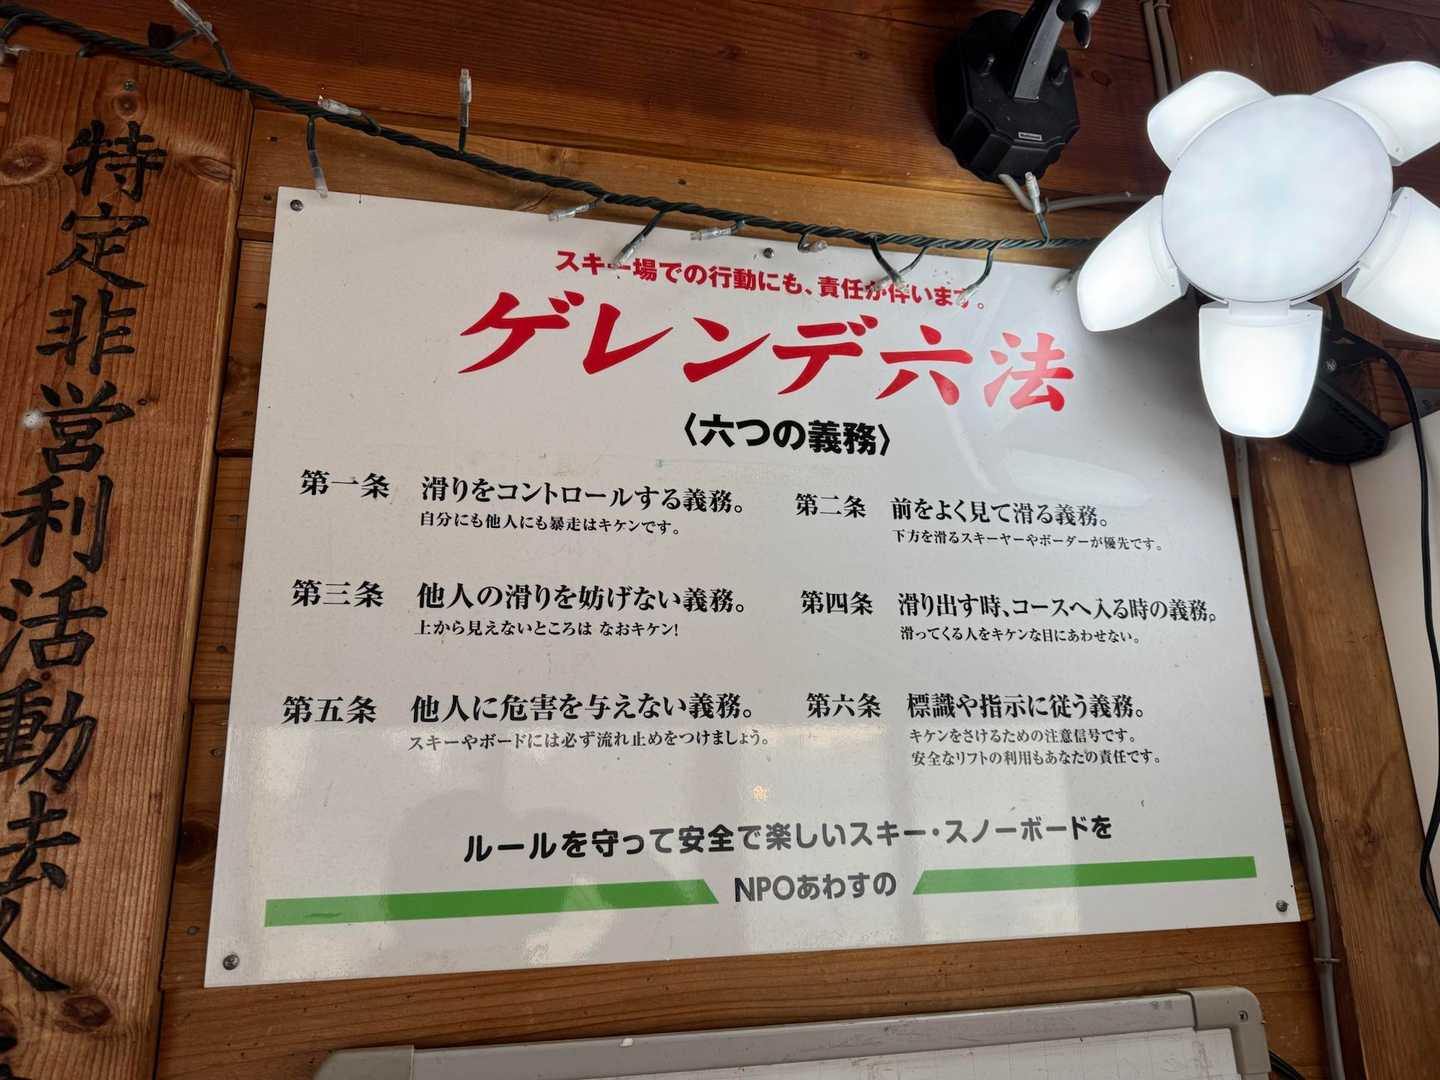 特定非営利活動法人
スキー場での行動にも、責任が伴います。
ゲレンデ六法
〈六つの義務〉
第一条 滑りをコントロールする義務。
自分にも他人にも暴走はキケンです。
第二条 前をよく見て滑る義務。
下方を滑るスキーヤーやボーダーが優先です。
第三条 他人の滑りを妨げない義務。
上から見えないところは なおキケン!
第四条 滑り出す時、コースへ入る時の義務。
滑ってくる人をキケンな目にあわせない。
第五条 他人に危害を与えない義務。
スキーやボードには必ず流れ止めをつけましょう。
第六条 標識や指示に従う義務。
キケンをさけるための注意信号です。
安全なリフトの利用もあなたの責任です。
ルールを守って安全で楽しいスキー・スノーボードを
NPOあわすの